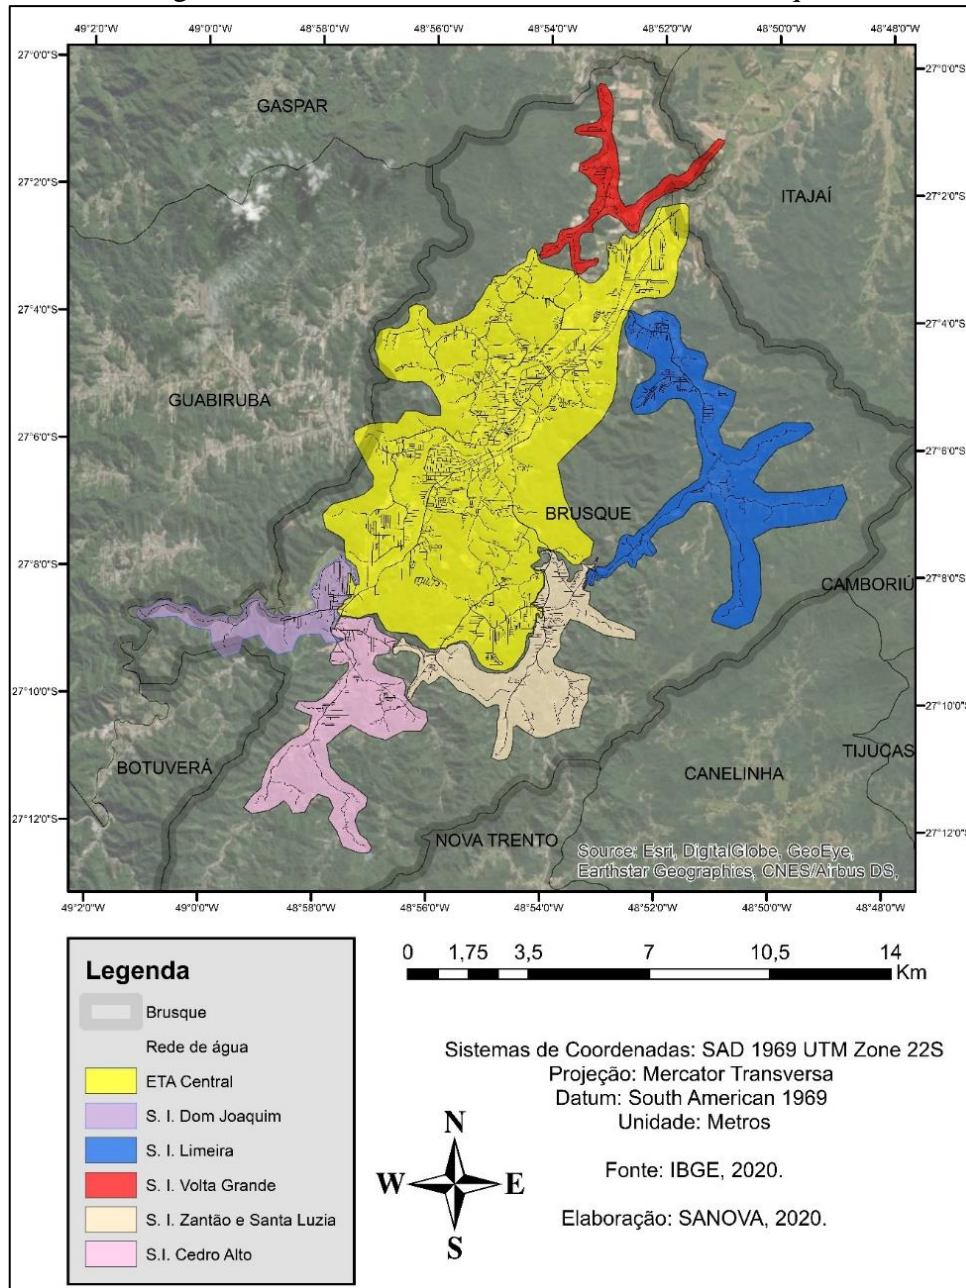 49°2'0"W 49°0'0"W 48°58'0"W 48°56'0"W 48°54'0"W 48°52'0"W 48°50'0"W 48°48'0"W
27°0'0"S 27°0'0"S
GASPAR
27°2'0"S 27°2'0"S
ITAJAÍ
27°4'0"S 27°4'0"S
GUABIRUBA
27°6'0"S 27°6'0"S
BRUSQUE
27°8'0"S 27°8'0"S
CAMBORIÚ
27°10'0"S 27°10'0"S
TIJUCAS
BOTUVERÁ
CANELINHA
27°12'0"S 27°12'0"S
NOVA TRENTO
Source: Esri, DigitalGlobe, GeoEye,
Earthstar Geographics, CNES/Airbus DS,
49°2'0"W 49°0'0"W 48°58'0"W 48°56'0"W 48°54'0"W 48°52'0"W 48°50'0"W 48°48'0"W
Legenda
Brusque
Rede de água
ETA Central
S. I. Dom Joaquim
S. I. Limeira
S. I. Volta Grande
S. I. Zantão e Santa Luzia
S.I. Cedro Alto
0 1,75 3,5 7 10,5 14
Km
Sistemas de Coordenadas: SAD 1969 UTM Zone 22S
Projeção: Mercator Transversa
Datum: South American 1969
Unidade: Metros
Fonte: IBGE, 2020.
Elaboração: SANOVA, 2020.
N
W E
S